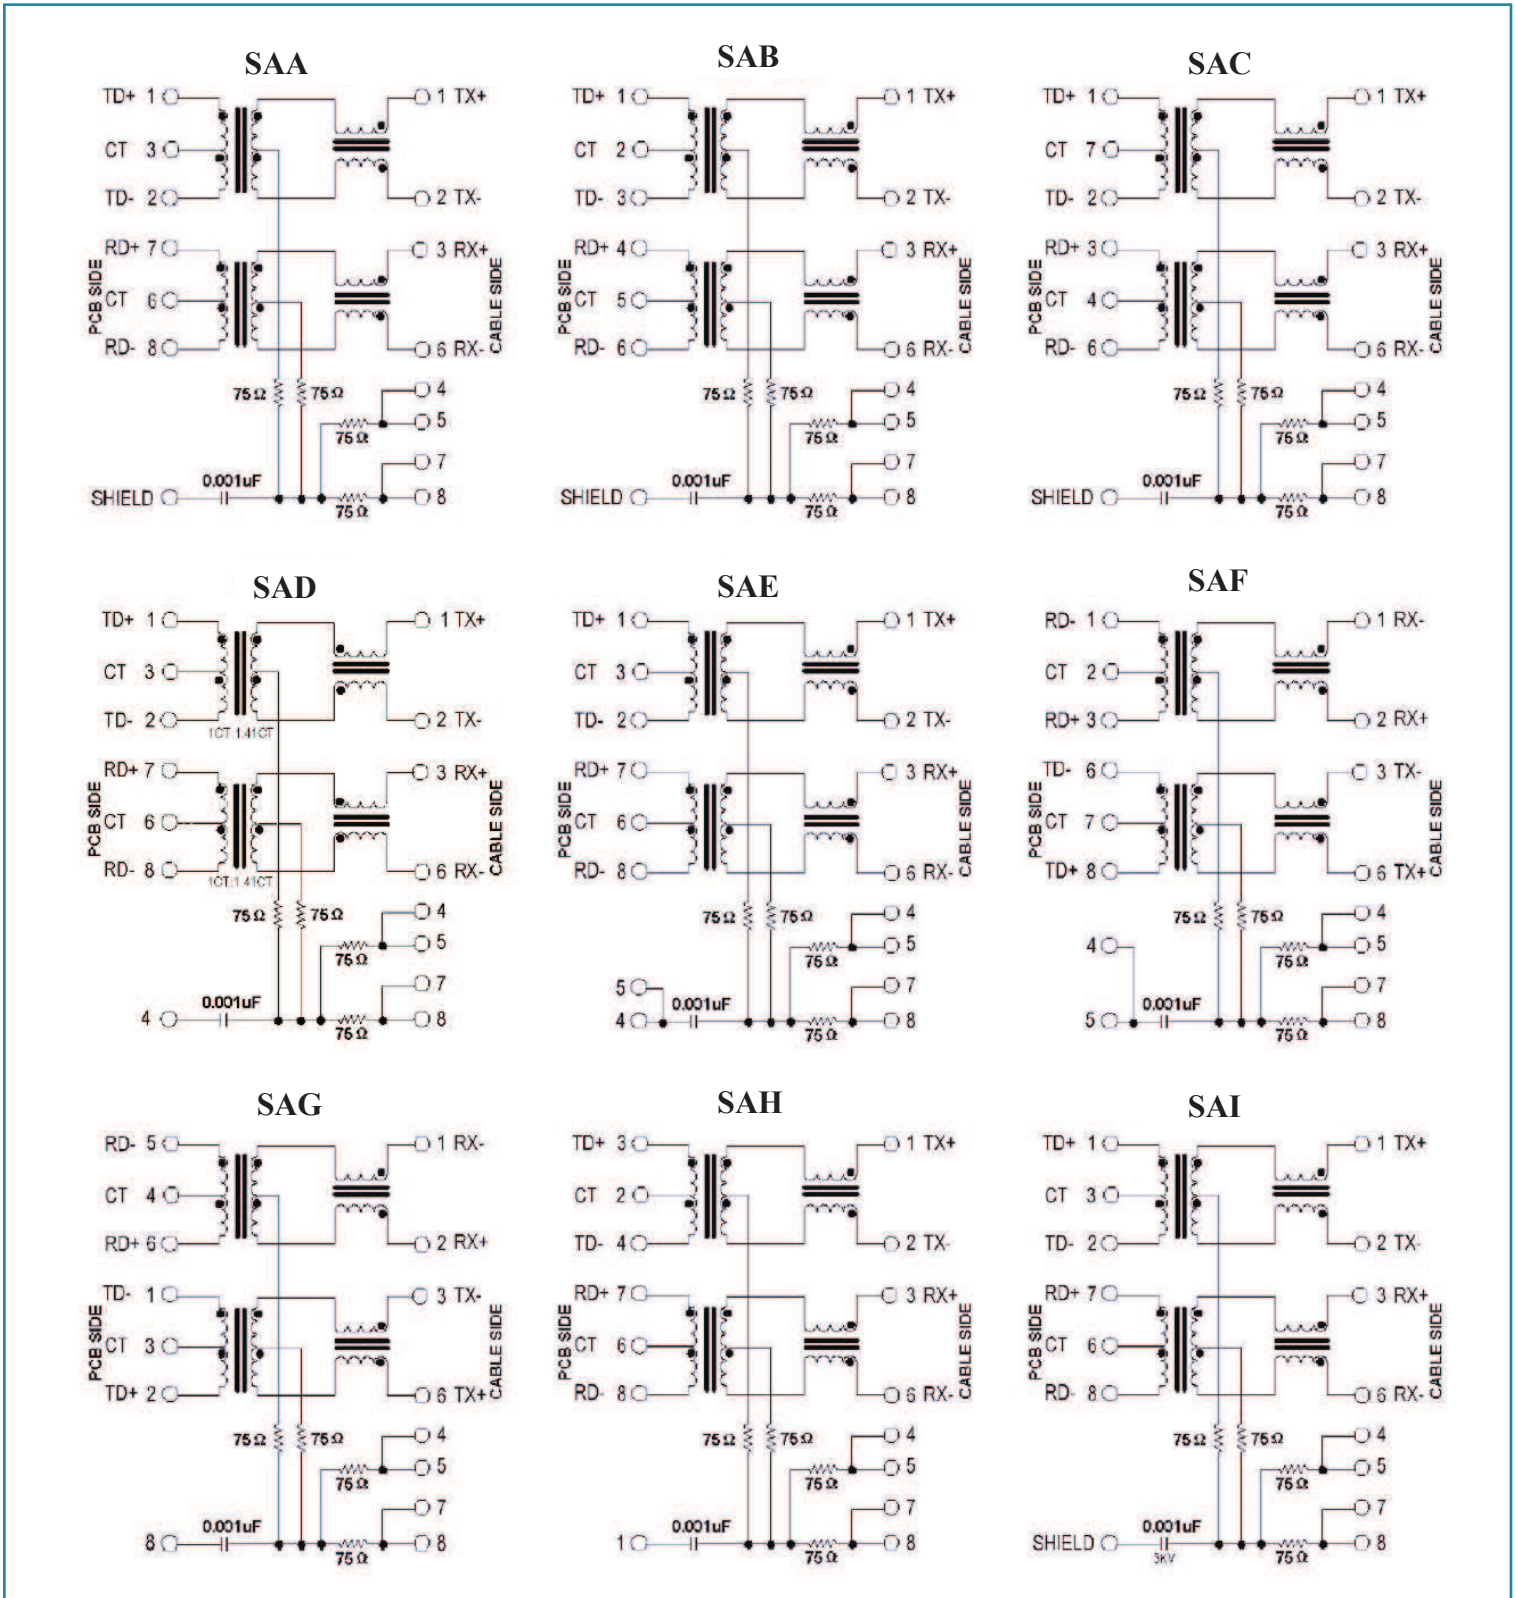 SAA
TD+ 1
1 TX+
CT 3
TD- 2
2 TX-
RD+ 7
3 RX+
PCB SIDE
CABLE SIDE
CT 6
RD- 8
6 RX-
75Ω 75Ω
4
5
75Ω
7
0.001uF
SHIELD
8
75Ω
SAB
TD+ 1
1 TX+
CT 2
TD- 3
2 TX-
RD+ 4
3 RX+
PCB SIDE
CABLE SIDE
CT 5
RD- 6
6 RX-
75Ω 75Ω
4
5
75Ω
7
0.001uF
SHIELD
8
75Ω
SAC
TD+ 1
1 TX+
CT 7
TD- 2
2 TX-
RD+ 3
3 RX+
PCB SIDE
CABLE SIDE
CT 4
RD- 6
6 RX-
75Ω 75Ω
4
5
75Ω
7
0.001uF
SHIELD
8
75Ω
SAD
TD+ 1
1 TX+
CT 3
TD- 2
2 TX-
1CT:1.41CT
RD+ 7
3 RX+
PCB SIDE
CABLE SIDE
CT 6
RD- 8
6 RX-
1CT:1.41CT
75Ω 75Ω
4
5
75Ω
7
0.001uF
4
8
75Ω
SAE
TD+ 1
1 TX+
CT 3
TD- 2
2 TX-
RD+ 7
3 RX+
PCB SIDE
CABLE SIDE
CT 6
RD- 8
6 RX-
75Ω 75Ω
4
5
75Ω
5
7
0.001uF
4
8
75Ω
SAF
RD- 1
1 RX-
CT 2
RD+ 3
2 RX+
TD- 6
3 TX-
PCB SIDE
CABLE SIDE
CT 7
TD+ 8
6 TX+
75Ω 75Ω
4
4
5
75Ω
7
0.001uF
5
8
75Ω
SAG
RD- 5
1 RX-
CT 4
RD+ 6
2 RX+
TD- 1
3 TX-
PCB SIDE
CABLE SIDE
CT 3
TD+ 2
6 TX+
75Ω 75Ω
4
5
75Ω
7
0.001uF
8
8
75Ω
SAH
TD+ 3
1 TX+
CT 2
TD- 4
2 TX-
RD+ 7
3 RX+
PCB SIDE
CABLE SIDE
CT 6
RD- 8
6 RX-
75Ω 75Ω
4
5
75Ω
7
0.001uF
1
8
75Ω
SAI
TD+ 1
1 TX+
CT 3
TD- 2
2 TX-
RD+ 7
3 RX+
PCB SIDE
CABLE SIDE
CT 6
RD- 8
6 RX-
75Ω 75Ω
4
5
75Ω
7
0.001uF
SHIELD
8
3KV
75Ω